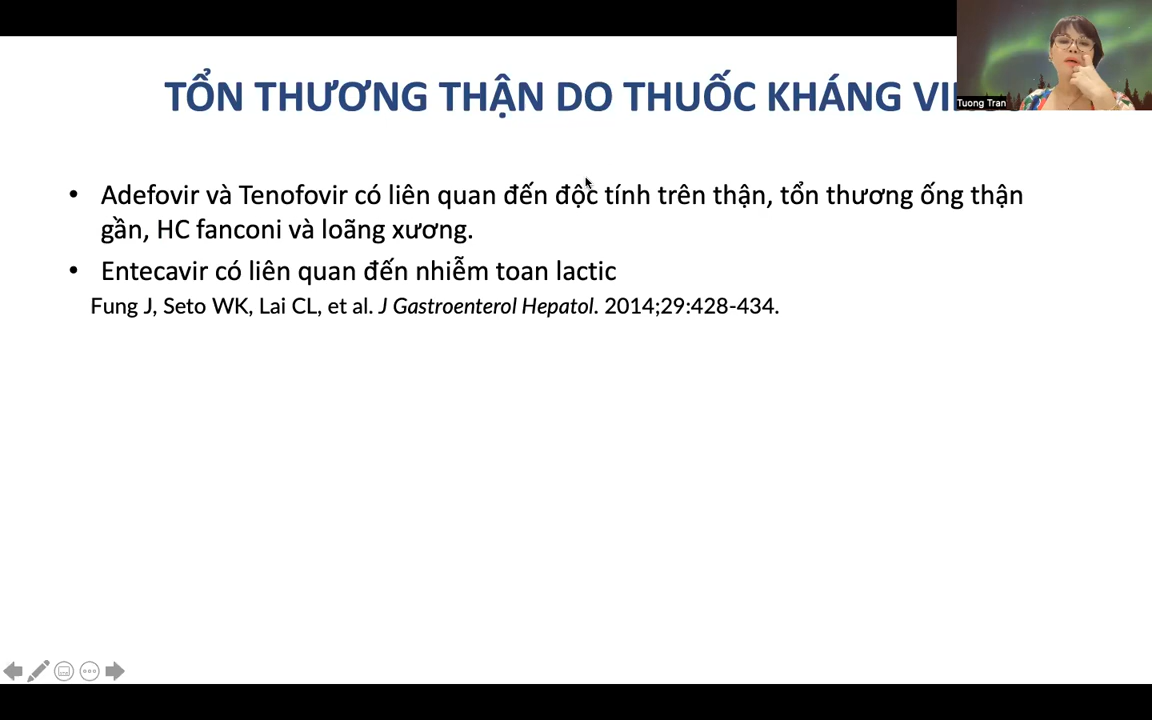 TỔN THƯƠNG THẬN DO THUỐC KHÁNG
Tuong Tran
• Adefovir và Tenofovir có liên quan đến độc tính trên thận, tổn thương ống thận
gần, HC fanconi và loãng xương.
• Entecavir có liên quan đến nhiễm toan lactic
Fung J, Seto WK, Lai CL, et al. J Gastroenterol Hepatol. 2014;29:428-434.